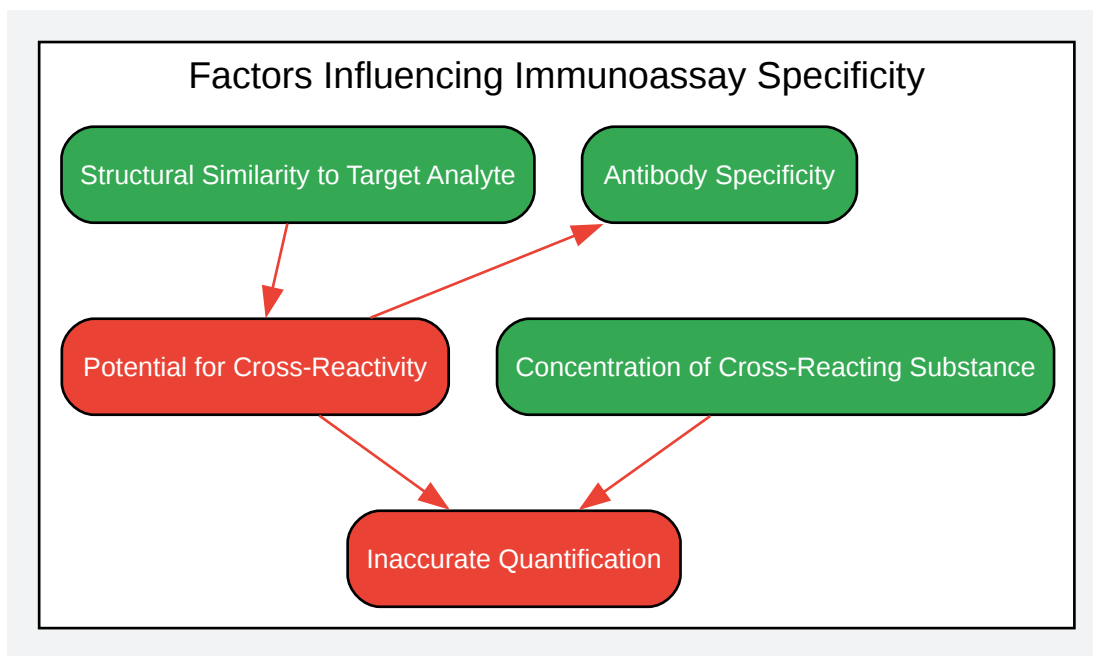 Factors Influencing Immunoassay Specificity
Structural Similarity to Target Analyte
Antibody Specificity
Potential for Cross-Reactivity
Concentration of Cross-Reacting Substance
Inaccurate Quantification